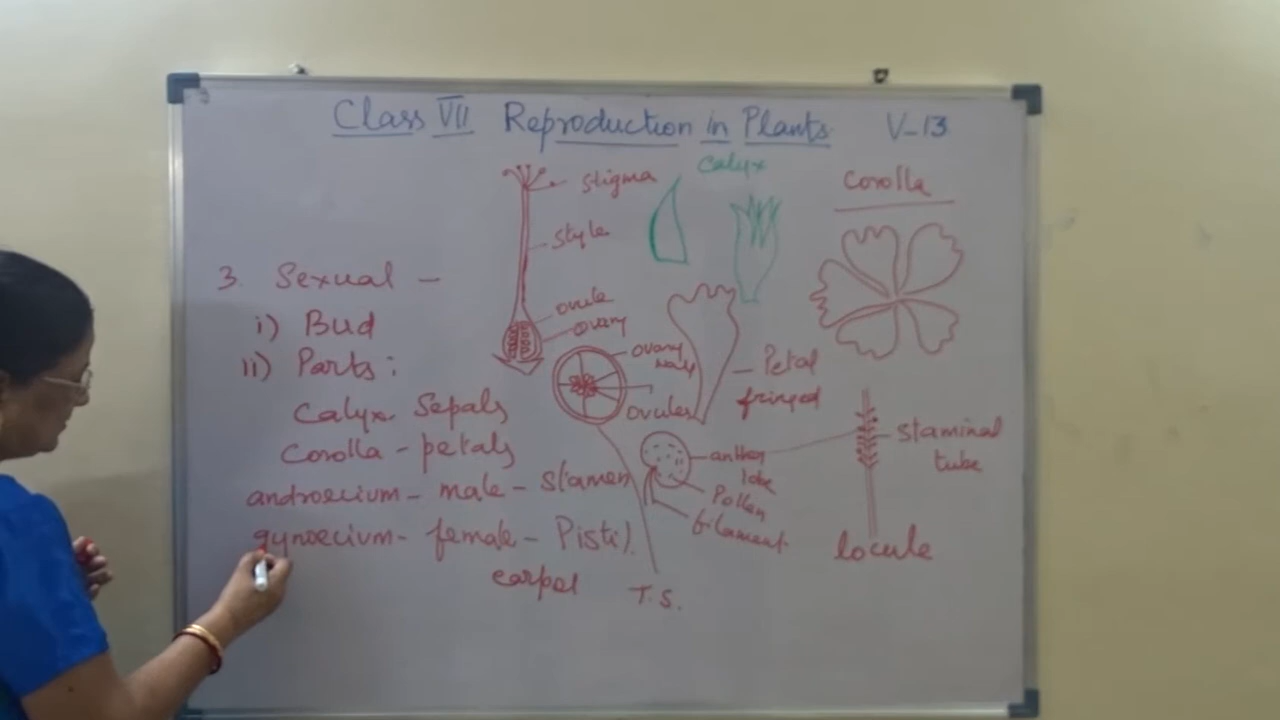 Class VII Reproduction in Plants V-13
stigma
style
ovule
ovary
calyx
Corolla
3. Sexual -
i) Bud
ii) Parts:
Calyx. Sepals
Corolla - petals
androecium - male - stamen
gynoecium - female - Pistil.
carpel
ovary
wall
ovules
T.S.
Petal
fringed
anther
lobe
Pollen
filament
staminal
tube
locule